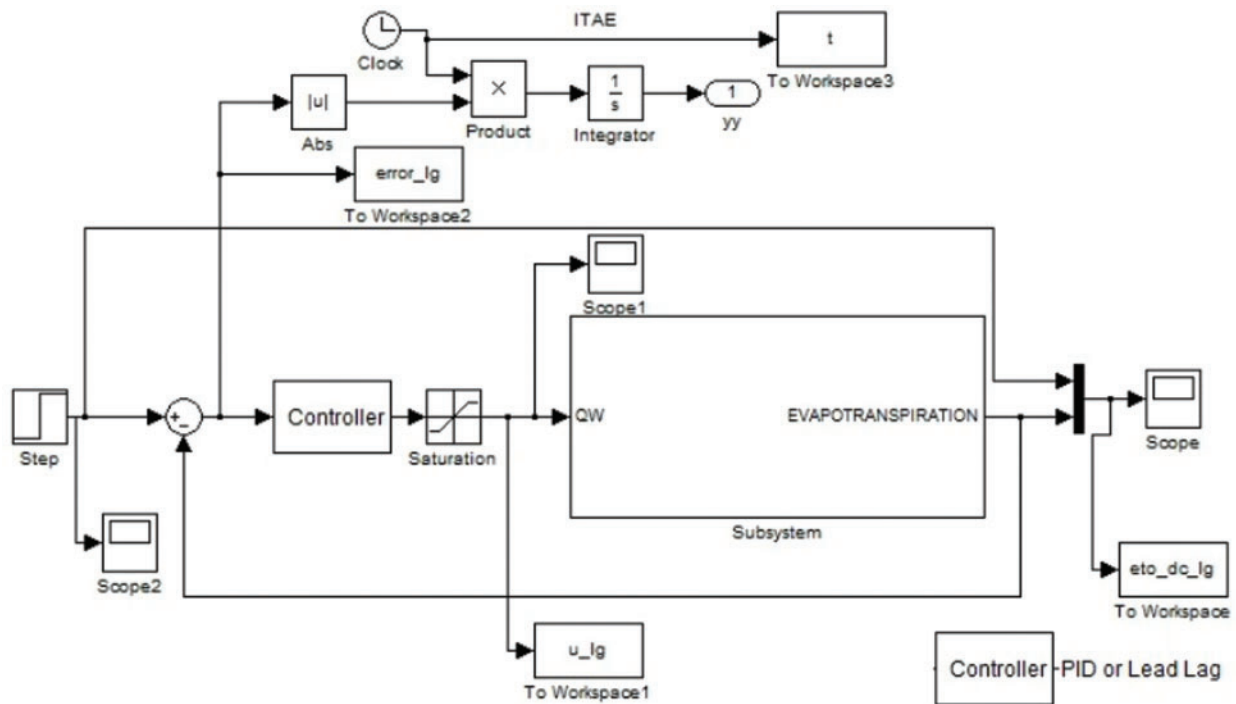 ITAE
t
Clock
To Workspace3
|u|
×
1
s
1
Abs
Product
Integrator
yy
error_lg
To Workspace2
Scope1
+
−
Controller
QW
EVAPOTRANSPIRATION
Step
Saturation
Scope
Subsystem
Scope2
eto_dc_lg
To Workspace
u_lg
To Workspace1
Controller PID or Lead Lag